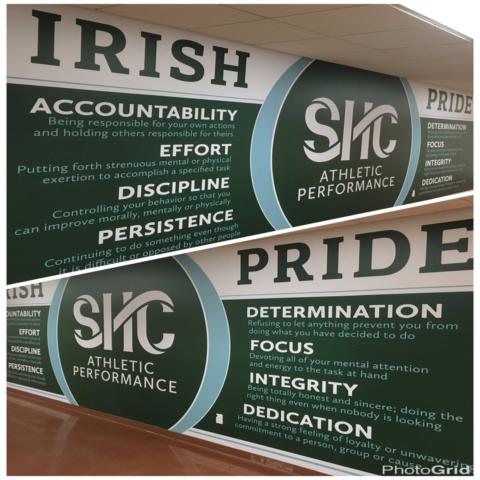 IRISH
ACCOUNTABILITY
Being responsible for your own actions
and holding others responsible for theirs
EFFORT
Putting forth strenuous mental or physical
exertion to accomplish a specified task
DISCIPLINE
Controlling your behavior so that you
can improve morally, mentally or physically
PERSISTENCE
Continuing to do something even though
it is difficult or opposed by other people
SHC
ATHLETIC
PERFORMANCE
PRIDE
DETERMINATION
FOCUS
INTEGRITY
DEDICATION
RISH
OUNTABILITY
EFFORT
DISCIPLINE
PERSISTENCE
SHC
ATHLETIC
PERFORMANCE
PRIDE
DETERMINATION
Refusing to let anything prevent you from
doing what you have decided to do
FOCUS
Devoting all of your mental attention
and energy to the task at hand
INTEGRITY
Being totally honest and sincere; doing the
right thing even when nobody is looking
DEDICATION
Having a strong feeling of loyalty or unwavering
commitment to a person, group or cause
PhotoGrid